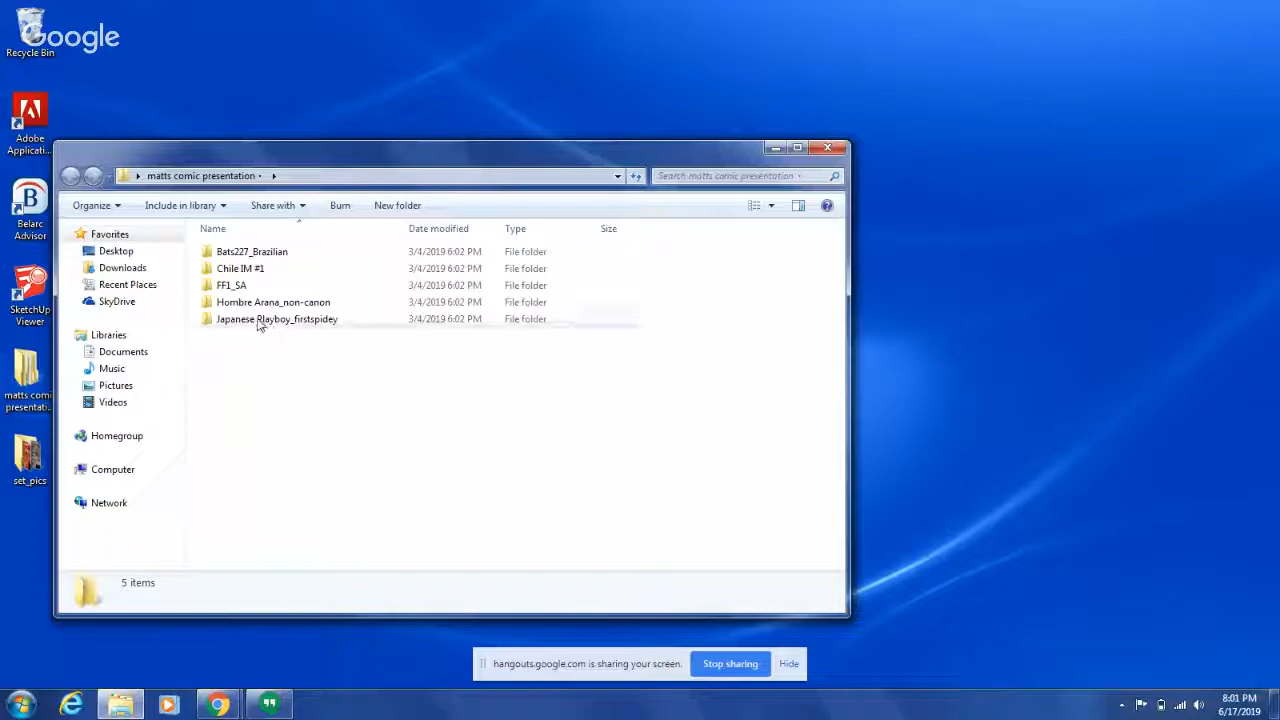 Google
Recycle Bin
Adobe
Applicati...
Belarc
Advisor
SketchUp
Viewer
matts comi
presentati...
set_pics
matts comic presentation
Search matts comic presentation
Organize
Include in library
Share with
Burn
New folder
Name
Date modified
Type
Size
Favorites
Desktop
Downloads
Recent Places
SkyDrive
Libraries
Documents
Music
Pictures
Videos
Homegroup
Computer
Network
Bats227_Brazilian 3/4/2019 6:02 PM File folder
Chile IM #1 3/4/2019 6:02 PM File folder
FF1_SA 3/4/2019 6:02 PM File folder
Hombre Arana_non-canon 3/4/2019 6:02 PM File folder
Japanese Playboy_firstspidey 3/4/2019 6:02 PM File folder
5 items
hangouts.google.com is sharing your screen.
Stop sharing
Hide
8:01 PM
6/17/2019